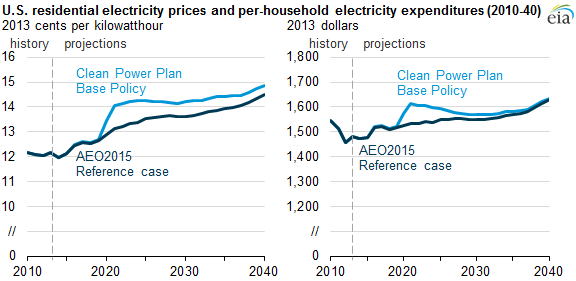 U.S. residential electricity prices and per-household electricity expenditures (2010-40)
eia
2013 cents per kilowatthour
history projections
16
15
14
13
12
11
10
//
0
Clean Power Plan
Base Policy
AEO2015
Reference case
2010 2020 2030 2040
2013 dollars
history projections
1,800
1,700
1,600
1,500
1,400
1,300
1,200
//
0
Clean Power Plan
Base Policy
AEO2015
Reference case
2010 2020 2030 2040